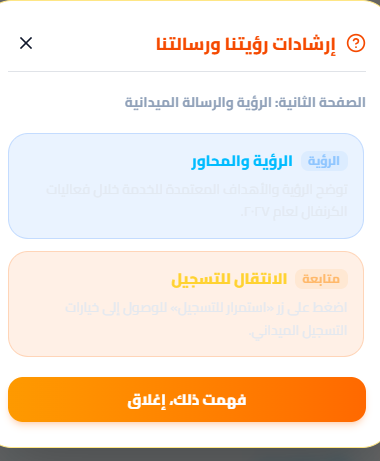 إرشادات رؤيتنا ورسالتنا
الصفحة الثانية: الرؤية والرسالة الميدانية
الرؤية الرؤية والمحاور
توضح الرؤية والأهداف المعتمدة للخدمة خلال فعاليات
الكرنفال لعام ٢٠٢٧.
متابعة الانتقال للتسجيل
اضغط على زر «استمرار للتسجيل» للوصول إلى خيارات
التسجيل الميداني.
فهمت ذلك، إغلاق